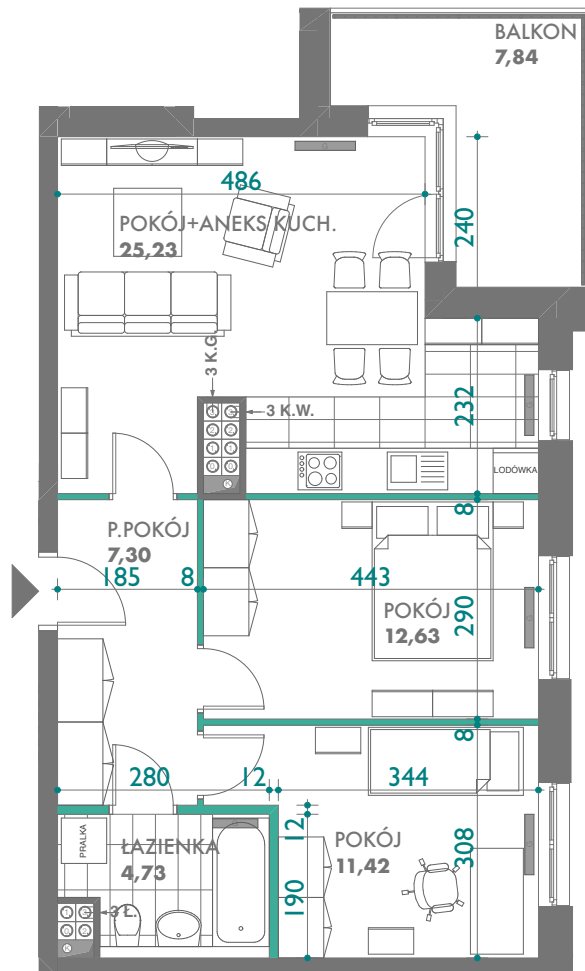 BALKON
7,84
486
POKÓJ+ANEKS KUCH.
25,23
240
3 K.G.
3 K.W.
232
LODÓWKA
P.POKÓJ
7,30
185
8
443
8
POKÓJ
12,63
290
280
12
344
8
ŁAZIENKA
4,73
PRALKA
12
190
POKÓJ
11,42
308
3 Ł.